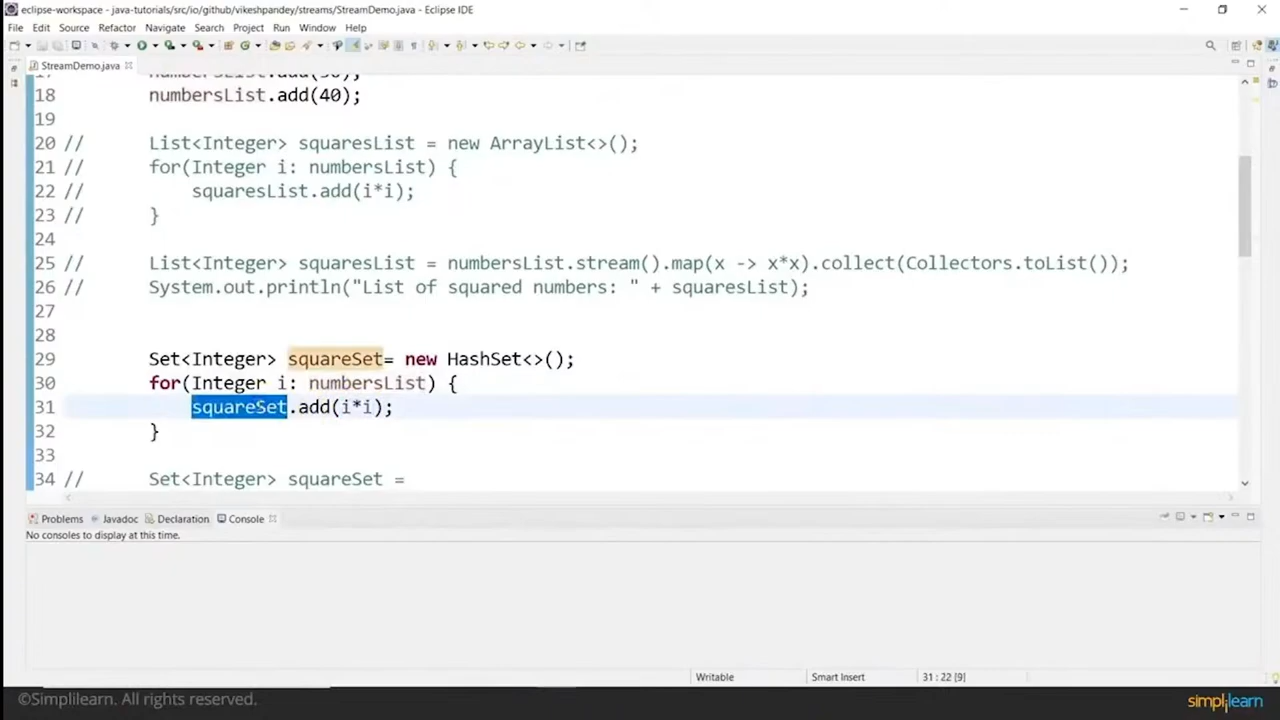 eclipse-workspace - java-tutorials/src/io/github/vikeshpandey/streams/StreamDemo.java - Eclipse IDE
File Edit Source Refactor Navigate Search Project Run Window Help
StreamDemo.java
18 numbersList.add(40);
19
20 // List<Integer> squaresList = new ArrayList<>();
21 // for(Integer i: numbersList) {
22 // squaresList.add(i*i);
23 // }
24
25 // List<Integer> squaresList = numbersList.stream().map(x -> x*x).collect(Collectors.toList());
26 // System.out.println("List of squared numbers: " + squaresList);
27
28
29 Set<Integer> squareSet= new HashSet<>();
30 for(Integer i: numbersList) {
31 squareSet.add(i*i);
32 }
33
34 // Set<Integer> squareSet =
Problems Javadoc Declaration Console
No consoles to display at this time.
Writable Smart Insert 31 : 22 [9]
©Simplilearn. All rights reserved. simplilearn